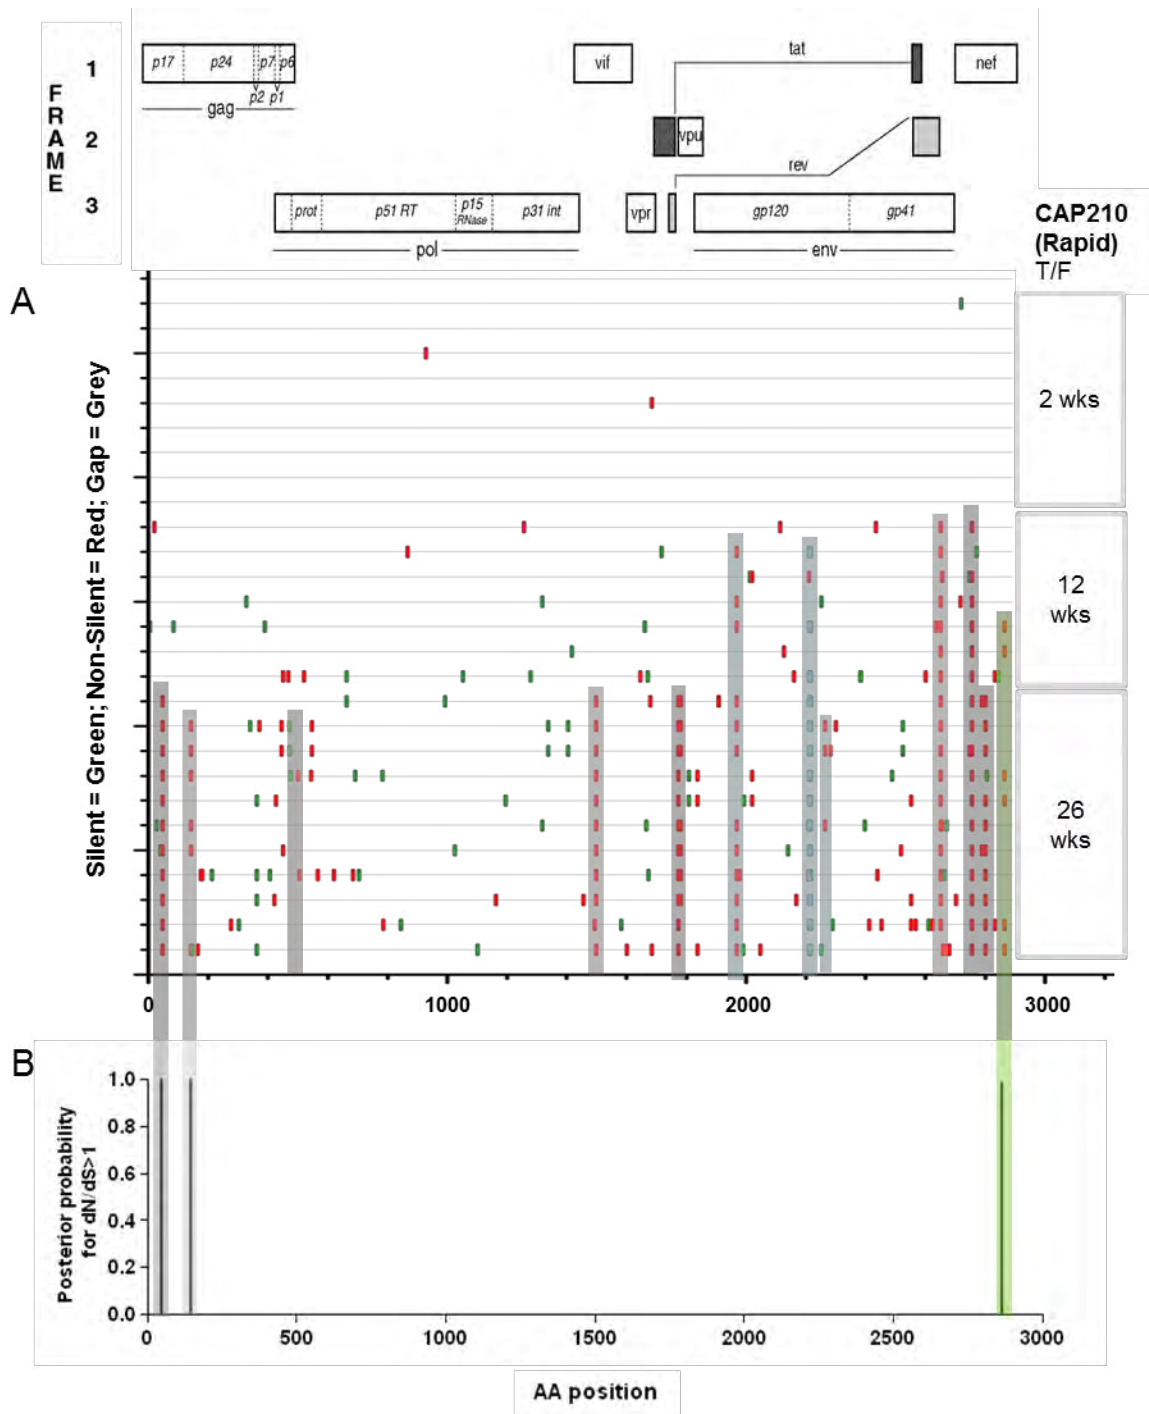 FRAME
1
2
3
p17
p24
p7
p6
p2
p1
gag
vif
tat
nef
vpu
rev
prot
p51 RT
p15
RNase
p31 int
pol
vpr
gp120
gp41
env
CAP210
(Rapid)
T/F
A
Silent = Green; Non-Silent = Red; Gap = Grey
2 wks
12
wks
26
wks
0
1000
2000
3000
B
Posterior probability
for dN/dS>1
1.0
0.8
0.6
0.4
0.2
0.0
0
500
1000
1500
2000
2500
3000
AA position